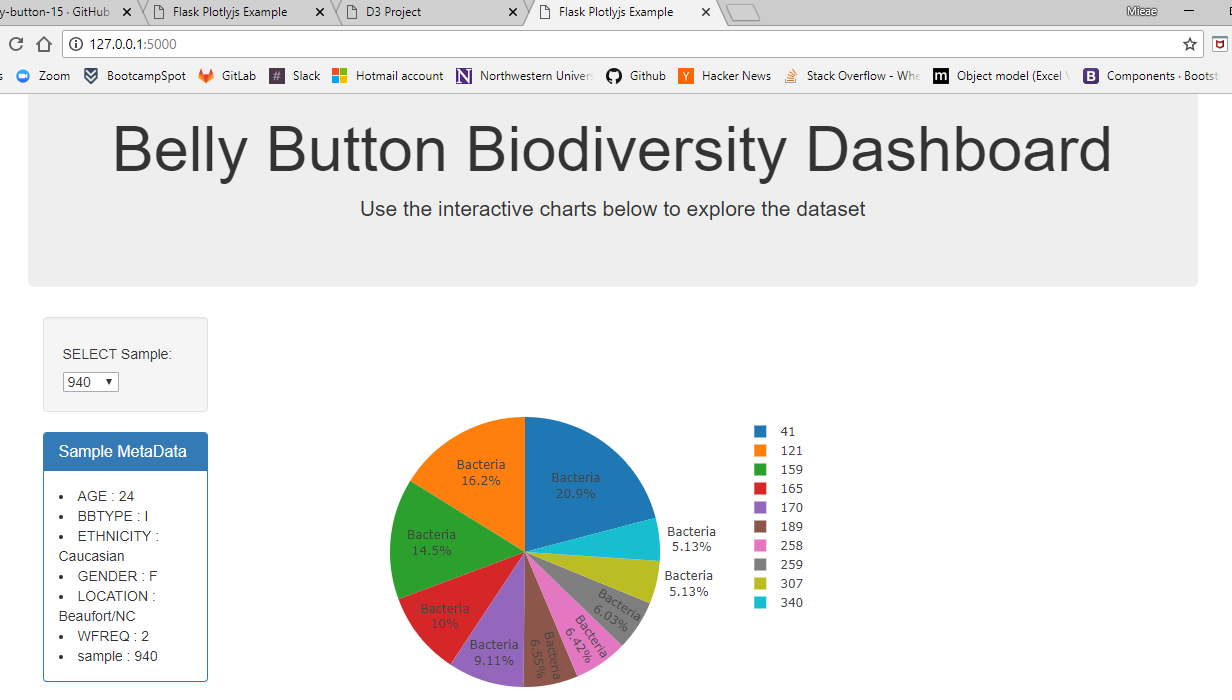 y-button-15 · GitHub
Flask Plotlyjs Example
D3 Project
Flask Plotlyjs Example
Mieae
127.0.0.1:5000
s
Zoom
BootcampSpot
GitLab
# Slack
Hotmail account
N Northwestern Univers
Github
Y Hacker News
Stack Overflow - Whe
m Object model (Excel V
B Components · Bootst
Belly Button Biodiversity Dashboard
Use the interactive charts below to explore the dataset
SELECT Sample:
940
Sample MetaData
• AGE : 24
• BBTYPE : I
• ETHNICITY :
Caucasian
• GENDER : F
• LOCATION :
Beaufort/NC
• WFREQ : 2
• sample : 940
Bacteria
20.9%
Bacteria
16.2%
Bacteria
14.5%
Bacteria
10%
Bacteria
9.11%
Bacteria
6.55%
Bacteria
6.42%
Bacteria
6.03%
Bacteria
5.13%
Bacteria
5.13%
41
121
159
165
170
189
258
259
307
340